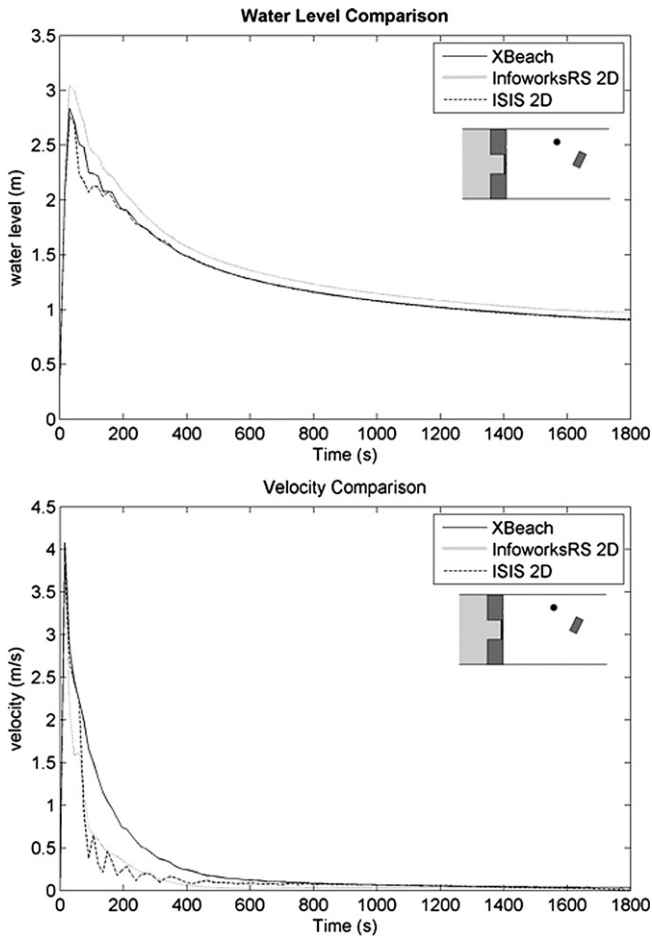 Water Level Comparison
3.5
3
2.5
2
1.5
1
0.5
0
water level (m)
XBeach
InfoworksRS 2D
ISIS 2D
0 200 400 600 800 1000 1200 1400 1600 1800
Time (s)
Velocity Comparison
4.5
4
3.5
3
2.5
2
1.5
1
0.5
0
velocity (m/s)
XBeach
InfoworksRS 2D
ISIS 2D
0 200 400 600 800 1000 1200 1400 1600 1800
Time (s)